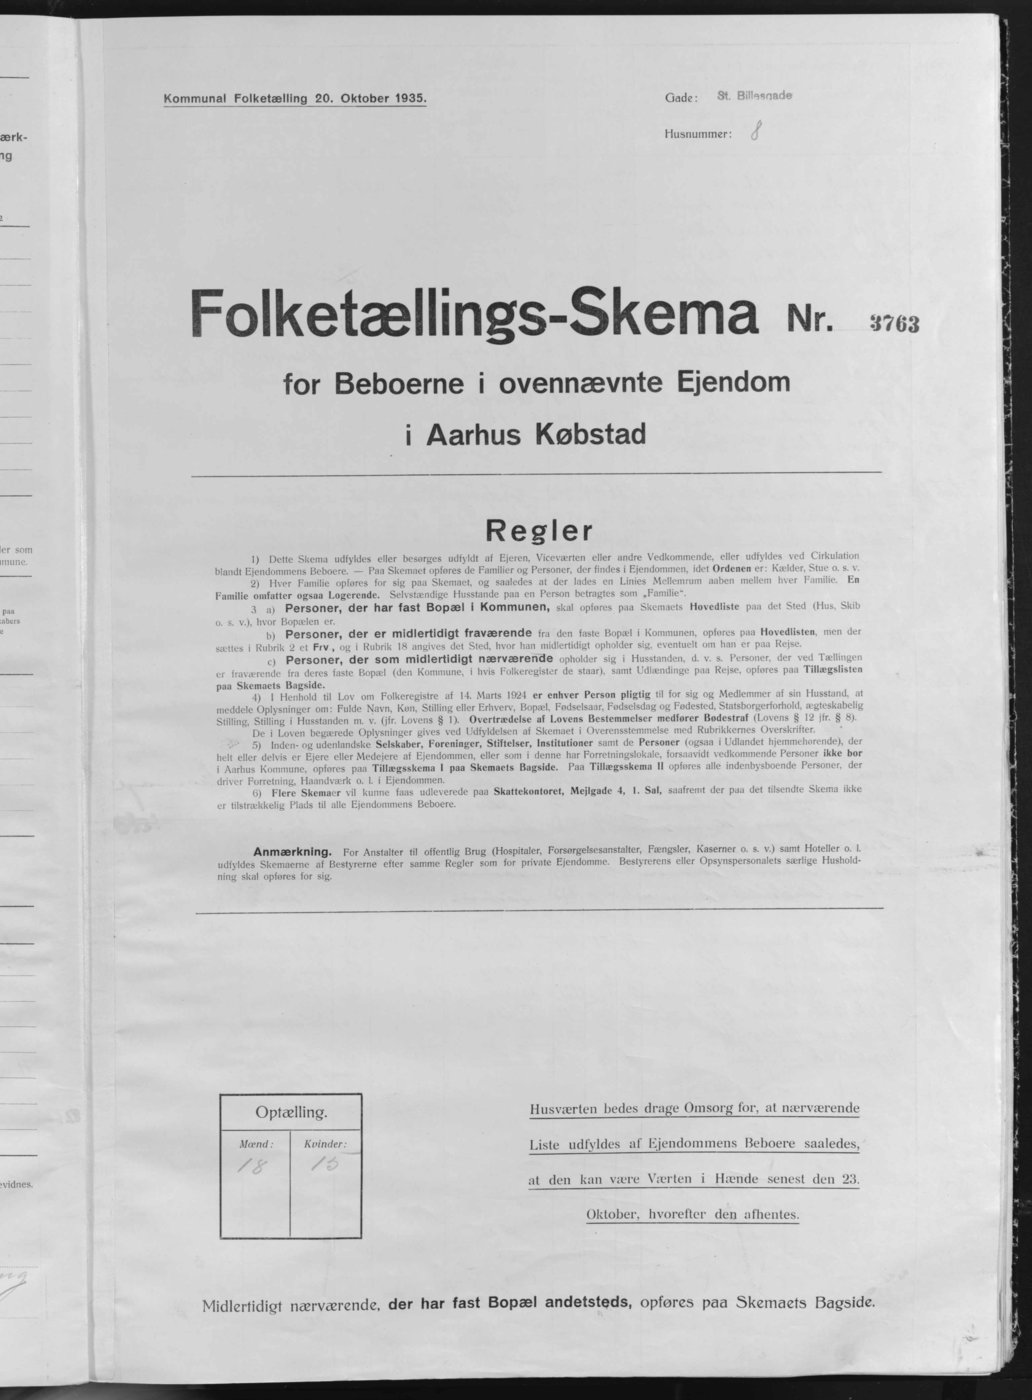 Kommunal Folketælling 20. Oktober 1935.
Gade: St. Billesgade
Husnummer: 8
Folketællings-Skema Nr. 3763
for Beboerne i ovennævnte Ejendom
i Aarhus Købstad
Regler
1) Dette Skema udfyldes eller besørges udfyldt af Ejeren, Viceværten eller andre Vedkommende, eller udfyldes ved Cirkulation
blandt Ejendommens Beboere. — Paa Skemaet opføres de Familier og Personer, der findes i Ejendommen, idet Ordenen er: Kælder, Stue o. s. v.
2) Hver Familie opføres for sig paa Skemaet, og saaledes at der lades en Linies Mellemrum aaben mellem hver Familie. En
Familie omfatter ogsaa Logerende. Selvstændige Husstande paa en Person betragtes som „Familie“.
3 a) Personer, der har fast Bopæl i Kommunen, skal opføres paa Skemaets Hovedliste paa det Sted (Hus, Skib
o. s. v.), hvor Bopælen er.
b) Personer, der er midlertidigt fraværende fra den faste Bopæl i Kommunen, opføres paa Hovedlisten, men der
sættes i Rubrik 2 et Frv., og i Rubrik 18 angives det Sted, hvor han midlertidigt opholder sig, eventuelt om han er paa Rejse.
c) Personer, der som midlertidigt nærværende opholder sig i Husstanden, d. v. s. Personer, der ved Tællingen
er fraværende fra deres faste Bopæl (den Kommune, i hvis Folkeregister de staar), samt Udlændinge paa Rejse, opføres paa Tillægslisten
paa Skemaets Bagside.
4) I Henhold til Lov om Folkeregistre af 14. Marts 1924 er enhver Person pligtig til for sig og Medlemmer af sin Husstand, at
meddele Oplysninger om: Fulde Navn, Køn, Stilling eller Erhverv, Bopæl, Fødselsaar, Fødselsdag og Fødested, Statsborgerforhold, ægteskabelig
Stilling, Stilling i Husstanden m. v. (jfr. Lovens § 1). Overtrædelse af Lovens Bestemmelser medfører Bødestraf (Lovens § 12 jfr. § 8).
De i Loven begærede Oplysninger gives ved Udfyldelsen af Skemaet i Overensstemmelse med Rubrikkernes Overskrifter.
5) Inden- og udenlandske Selskaber, Foreninger, Stiftelser, Institutioner samt de Personer (ogsaa i Udlandet hjemmehørende), der
helt eller delvis er Ejere eller Medejere af Ejendommen, eller som i denne har Forretningslokale, forsaavidt vedkommende Personer ikke bor
i Aarhus Kommune, opføres paa Tillægsskema I paa Skemaets Bagside. Paa Tillægsskema II opføres alle indenbysboende Personer, der
driver Forretning, Haandværk o. l. i Ejendommen.
6) Flere Skemaer vil kunne faas udleverede paa Skattekontoret, Mejlgade 4, 1. Sal, saafremt der paa det tilsendte Skema ikke
er tilstrækkelig Plads til alle Ejendommens Beboere.
Anmærkning. For Anstalter til offentlig Brug (Hospitaler, Forsørgelsesanstalter, Fængsler, Kaserner o. s. v.) samt Hoteller o. l.
udfyldes Skemaerne af Bestyrerne efter samme Regler som for private Ejendomme. Bestyrerens eller Opsynspersonalets særlige Hushold-
ning skal opføres for sig.
Optælling.
Mænd: Kvinder:
18 15
Husværten bedes drage Omsorg for, at nærværende
Liste udfyldes af Ejendommens Beboere saaledes,
at den kan være Værten i Hænde senest den 23.
Oktober, hvorefter den afhentes.
Midlertidigt nærværende, der har fast Bopæl andetsteds, opføres paa Skemaets Bagside.